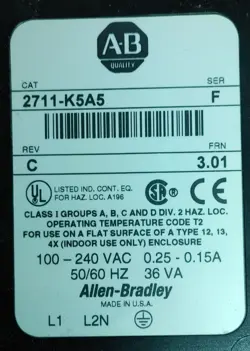 AB
QUALITY
CAT SER
2711-K5A5 F
REV FRN
C 3.01
UL LISTED IND. CONT. EQ.
FOR HAZ. LOC. A196
SA
CLASS I GROUPS A, B, C AND D DIV. 2 HAZ. LOC.
OPERATING TEMPERATURE CODE T2
FOR USE ON A FLAT SURFACE OF A TYPE 12, 13,
4X (INDOOR USE ONLY) ENCLOSURE
100 - 240 VAC 0.25 - 0.15A
50/60 HZ 36 VA
Allen-Bradley
MADE IN U.S.A.
L1 L2N